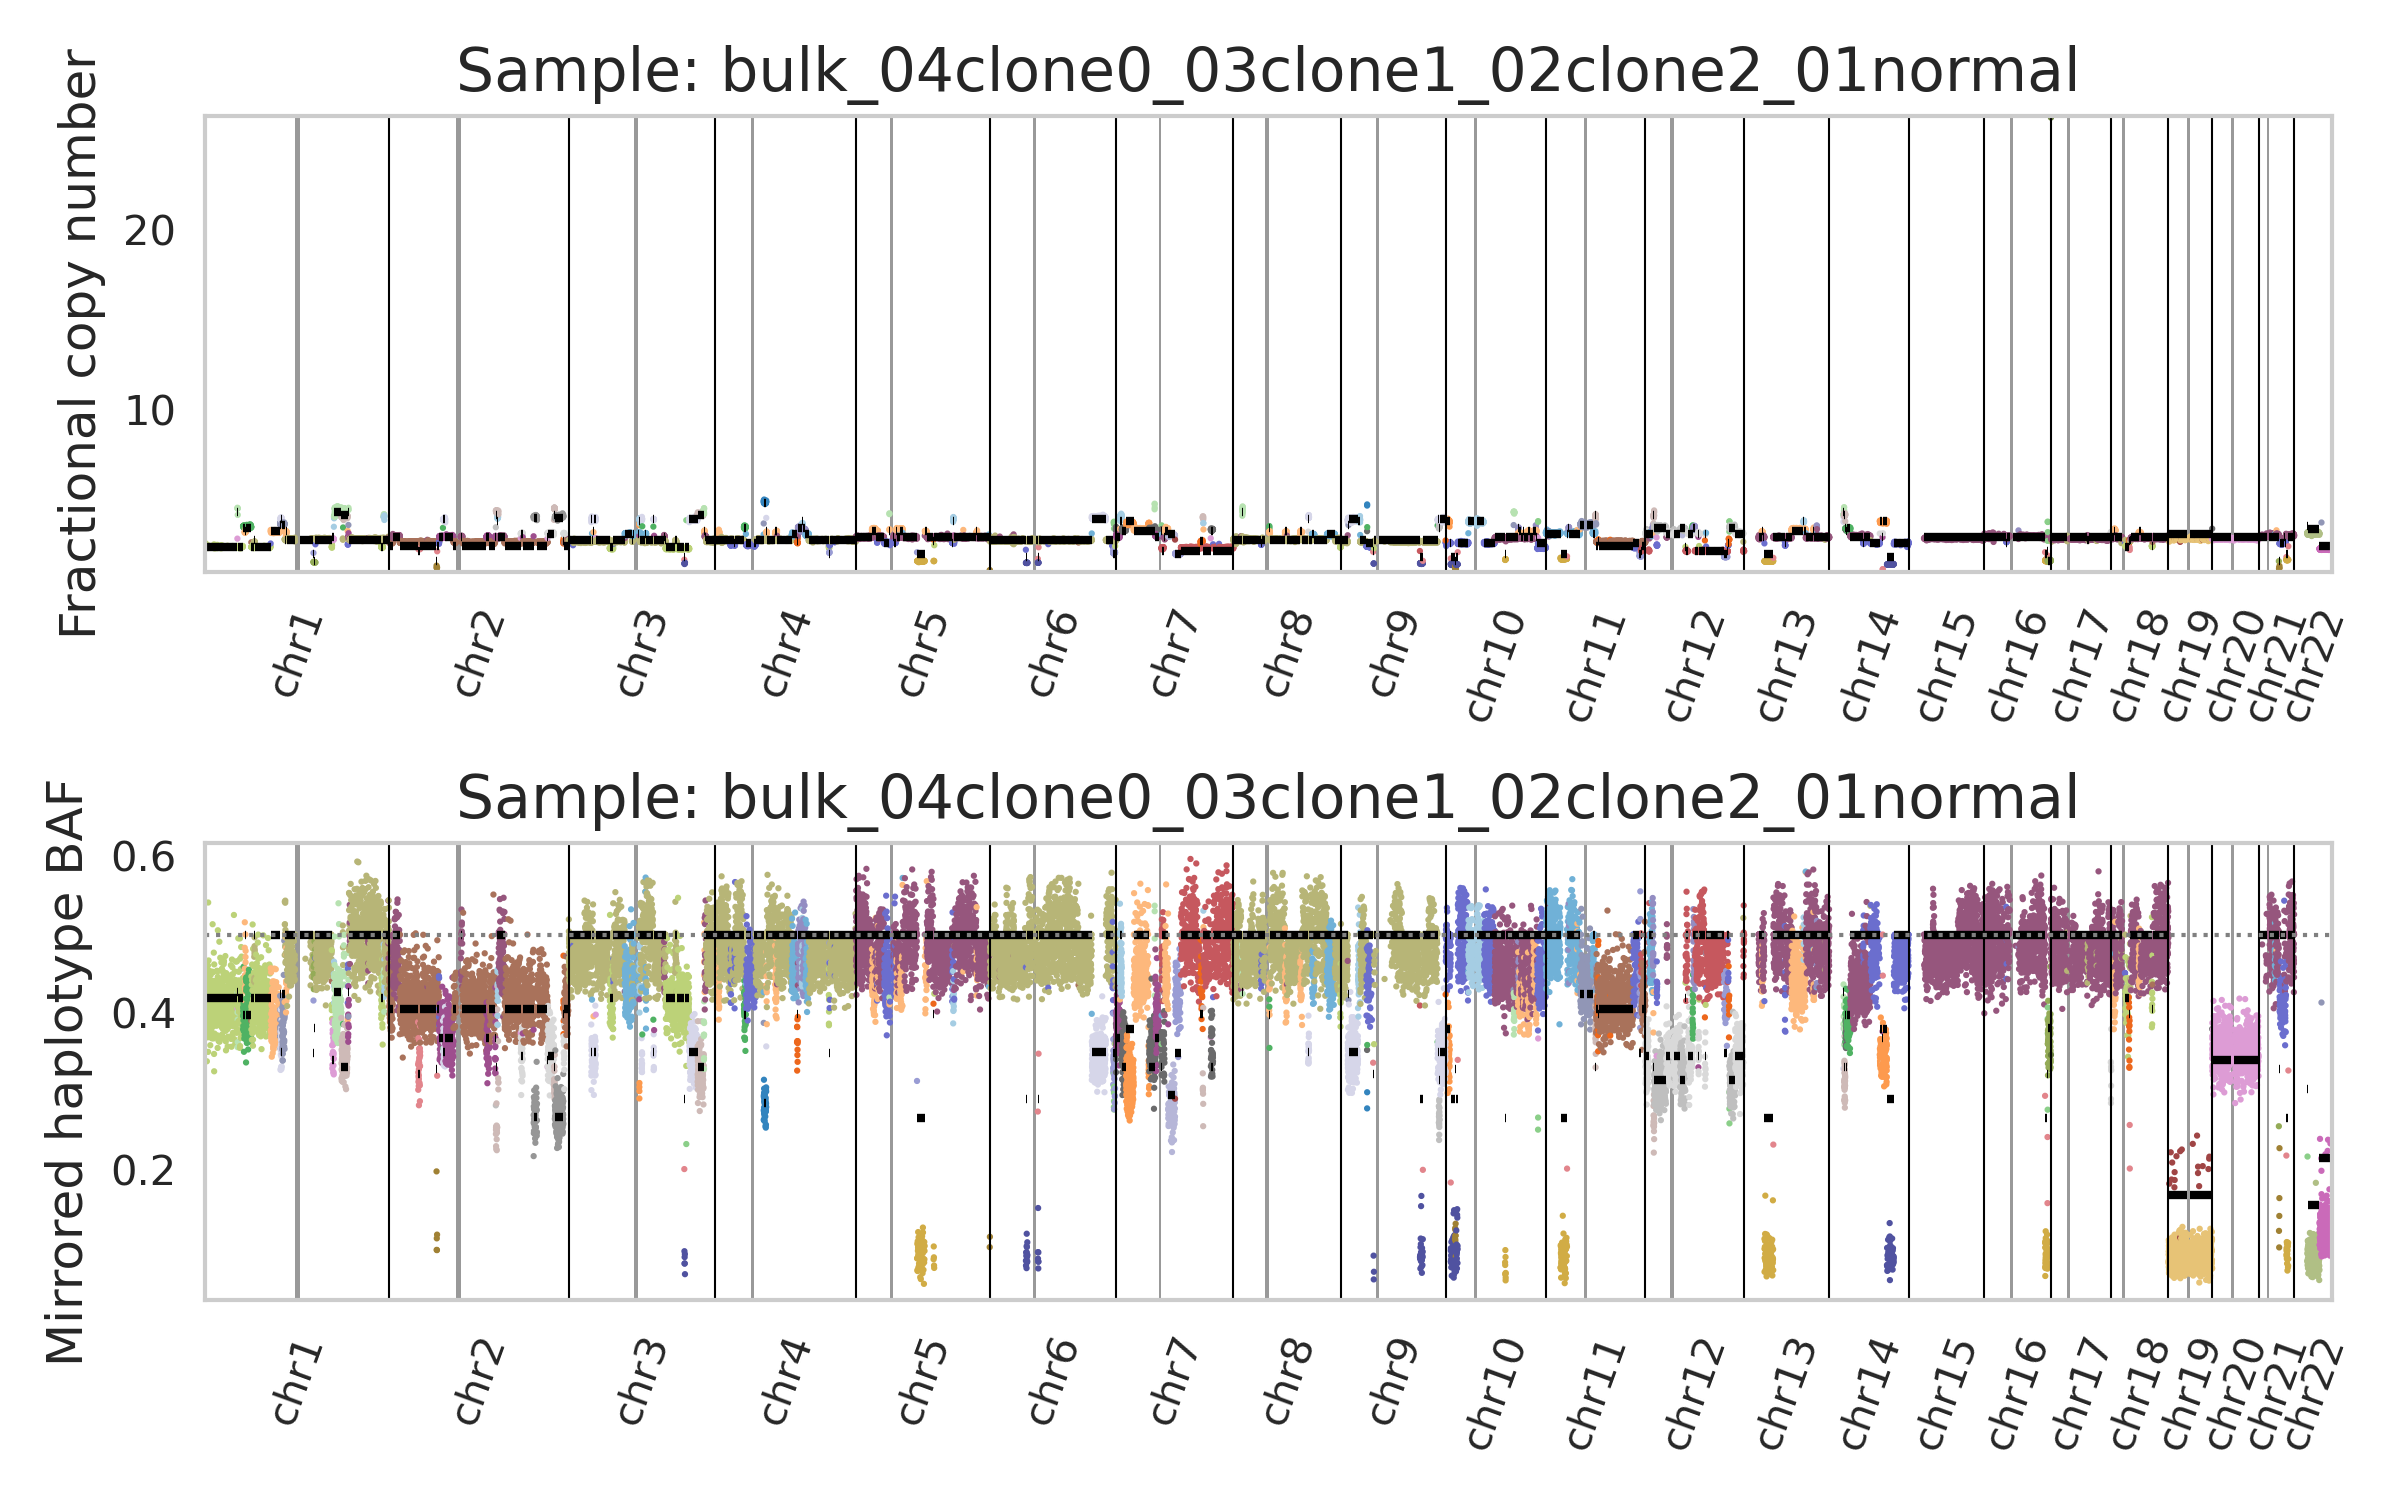 Sample: bulk_04clone0_03clone1_02clone2_01normal
Fractional copy number
20
10
chr1 chr2 chr3 chr4 chr5 chr6 chr7 chr8 chr9 chr10 chr11 chr12 chr13 chr14 chr15 chr16 chr17 chr18 chr19 chr20 chr21 chr22
Sample: bulk_04clone0_03clone1_02clone2_01normal
Mirrored haplotype BAF
0.6
0.4
0.2
chr1 chr2 chr3 chr4 chr5 chr6 chr7 chr8 chr9 chr10 chr11 chr12 chr13 chr14 chr15 chr16 chr17 chr18 chr19 chr20 chr21 chr22